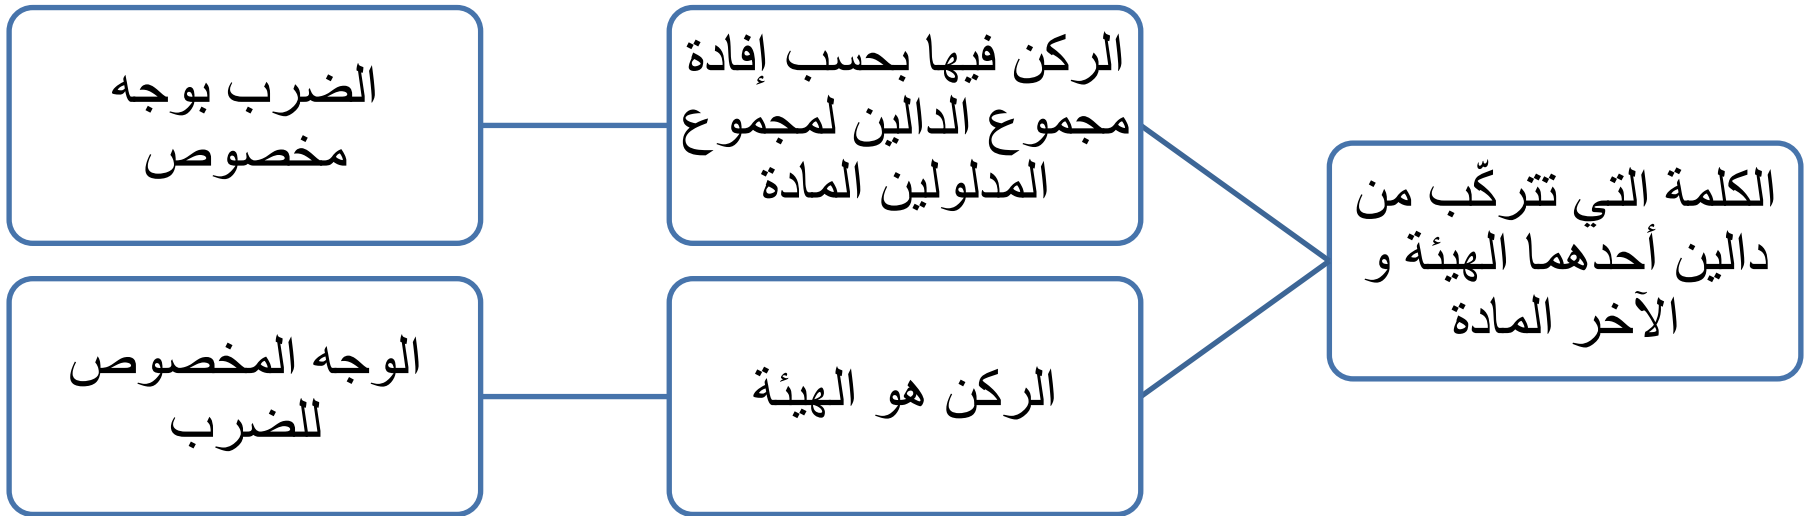 الكلمة التي تتركّب من
دالين أحدهما الهيئة و
الآخر المادة
الركن فيها بحسب إفادة
مجموع الدالين لمجموع
المدلولين المادة
الضرب بوجه
مخصوص
الركن هو الهيئة
الوجه المخصوص
للضرب